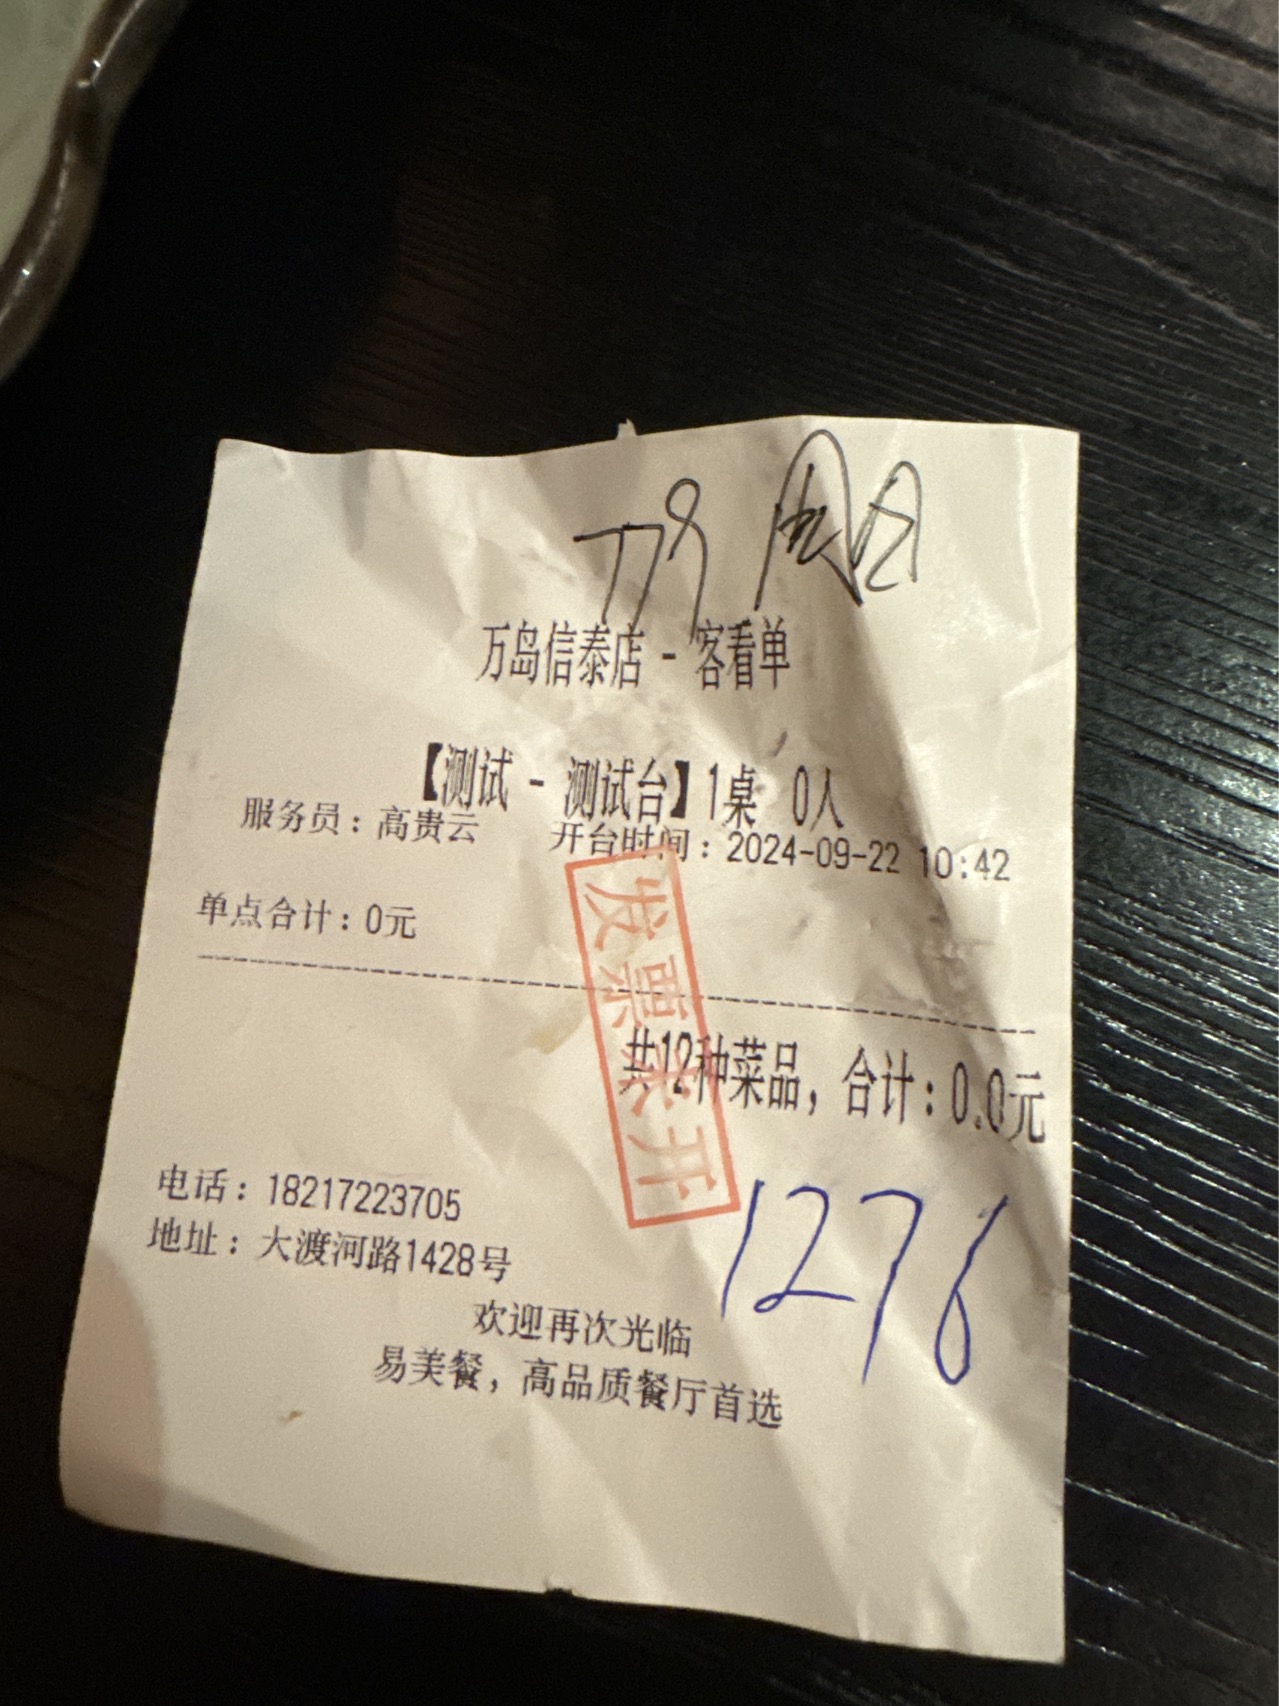 万岛信泰店 - 客看单
【测试 - 测试台】1桌 0人
服务员：高贵云 开台时间：2024-09-22 10:42
单点合计：0元
发票未开
共12种菜品，合计：0.0元
1276
电话：18217223705
地址：大渡河路1428号
欢迎再次光临
易美餐，高品质餐厅首选